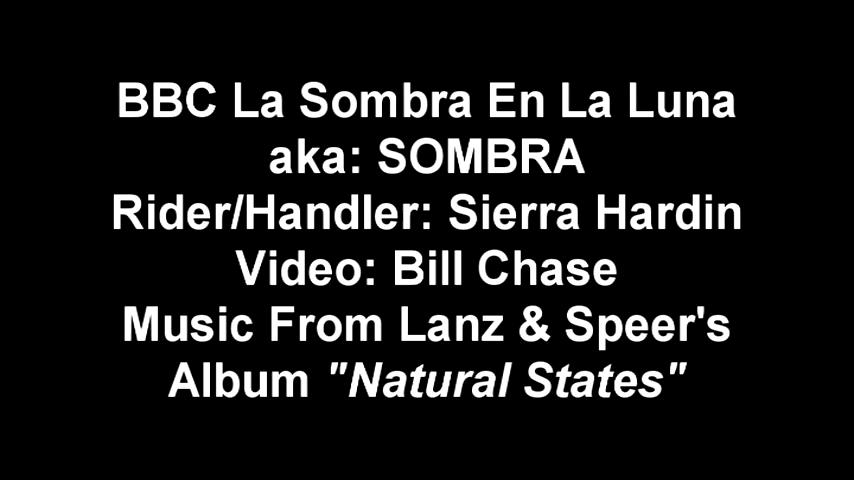 BBC La Sombra En La Luna
aka: SOMBRA
Rider/Handler: Sierra Hardin
Video: Bill Chase
Music From Lanz & Speer's
Album "Natural States"